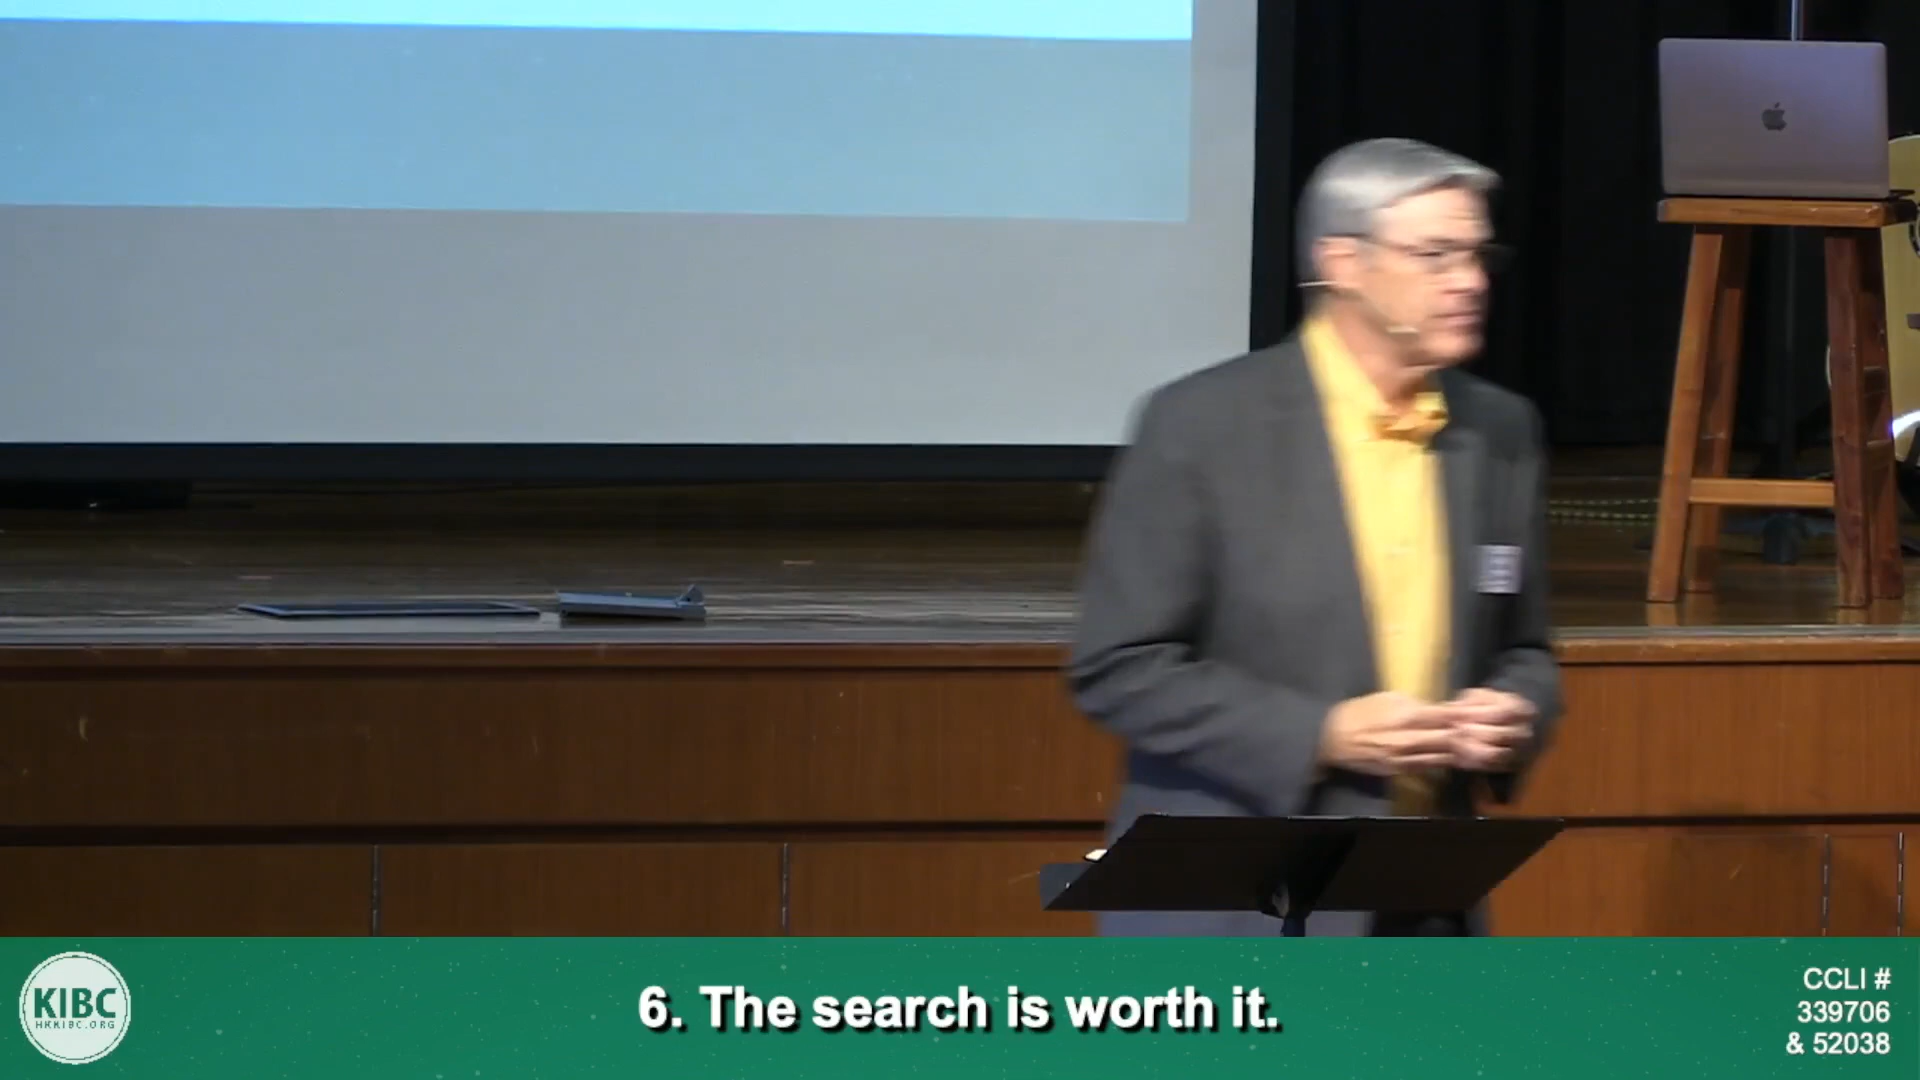 KIBC
HKKIBC.ORG
6. The search is worth it.
CCLI #
339706
& 52038